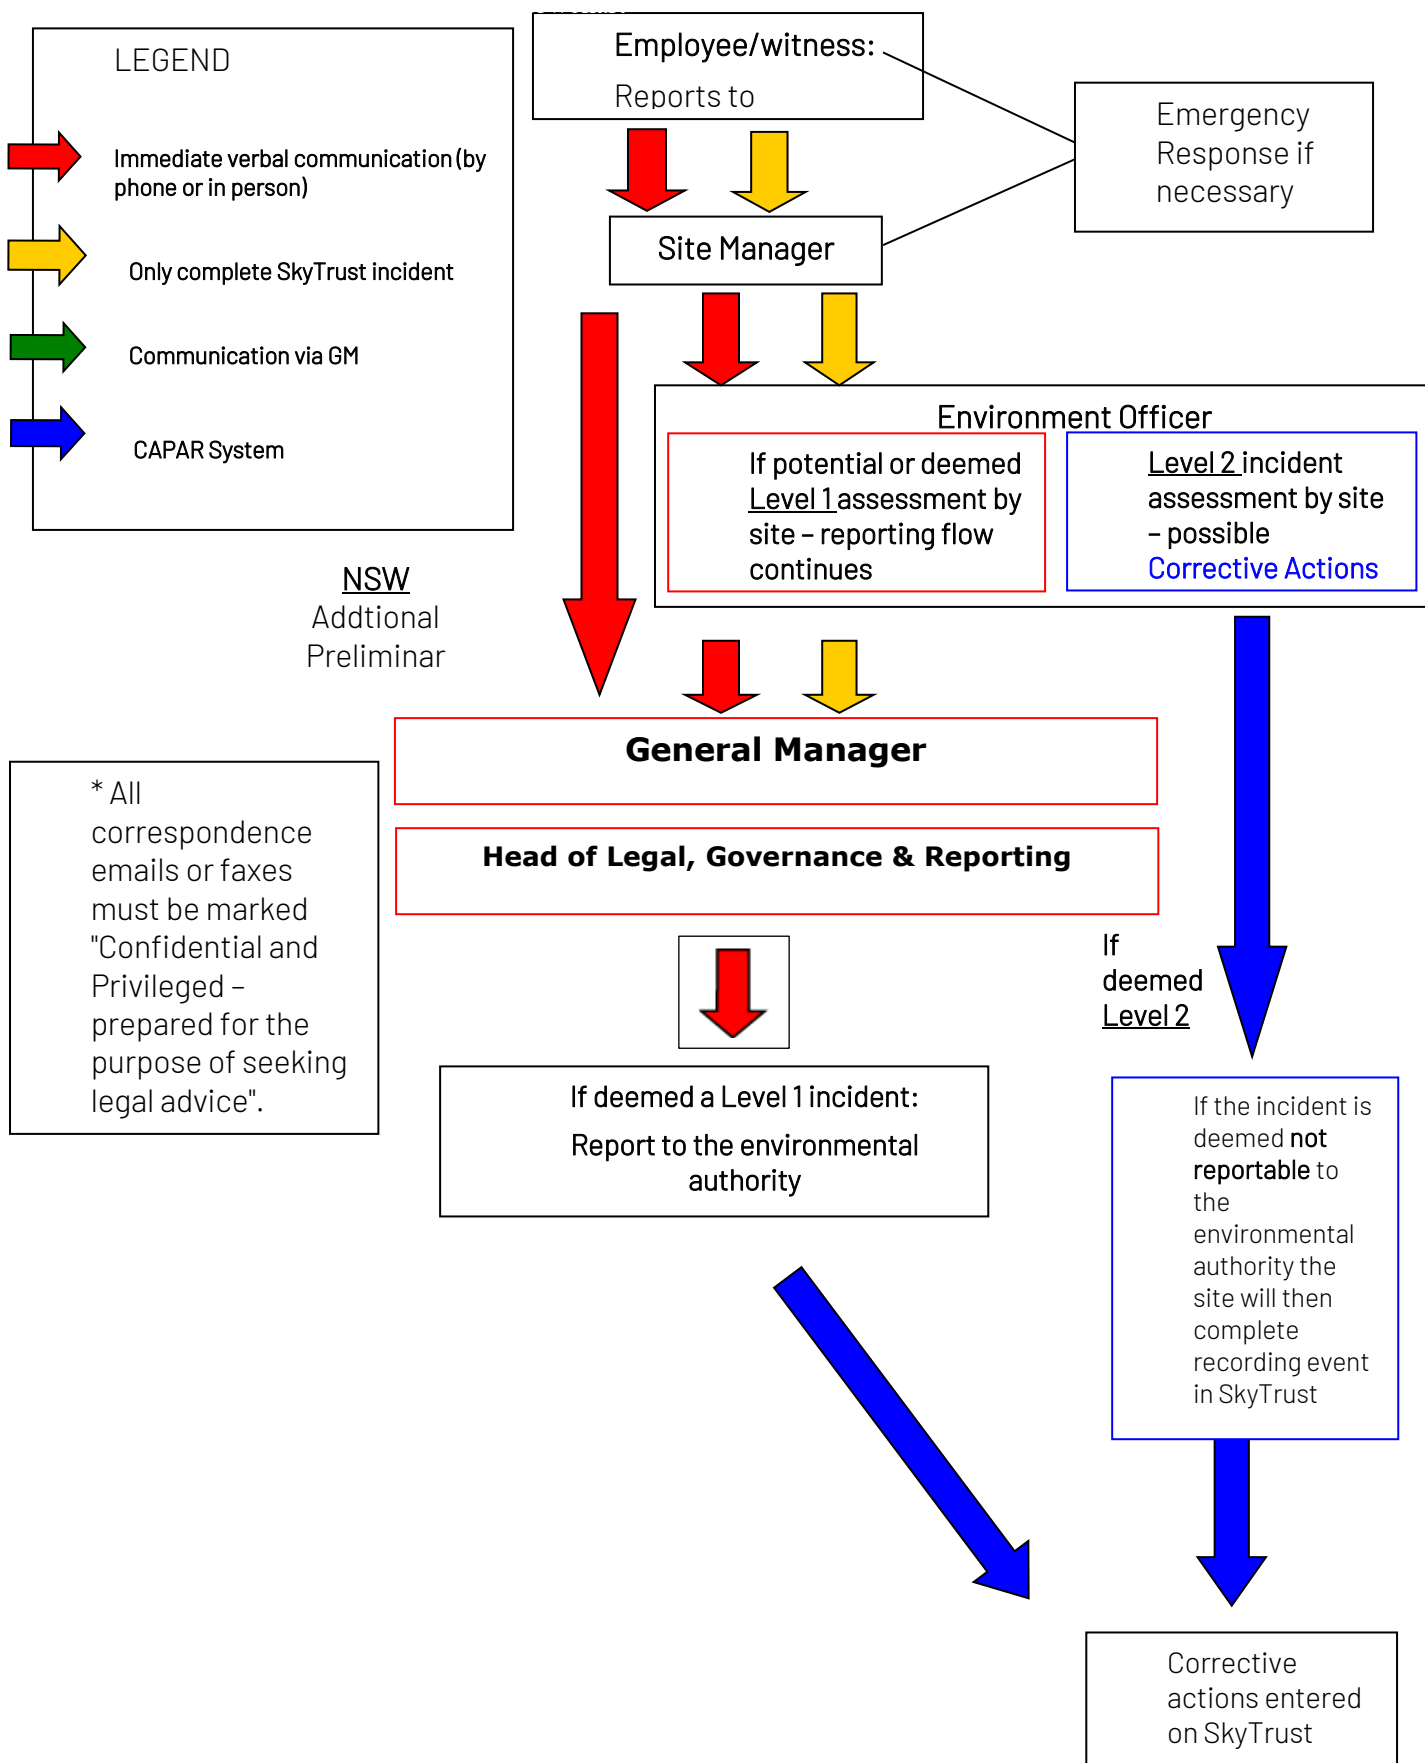 LEGEND
Immediate verbal communication (by
phone or in person)
Only complete SkyTrust incident
Communication via GM
CAPAR System
Employee/witness:
Reports to
Emergency
Response if
necessary
Site Manager
Environment Officer
If potential or deemed
Level 1 assessment by
site – reporting flow
continues
Level 2 incident
assessment by site
– possible
Corrective Actions
NSW
Addtional
Preliminar
General Manager
Head of Legal, Governance & Reporting
* All
correspondence
emails or faxes
must be marked
"Confidential and
Privileged –
prepared for the
purpose of seeking
legal advice".
If
deemed
Level 2
If deemed a Level 1 incident:
Report to the environmental
authority
If the incident is
deemed not
reportable to
the
environmental
authority the
site will then
complete
recording event
in SkyTrust
Corrective
actions entered
on SkyTrust